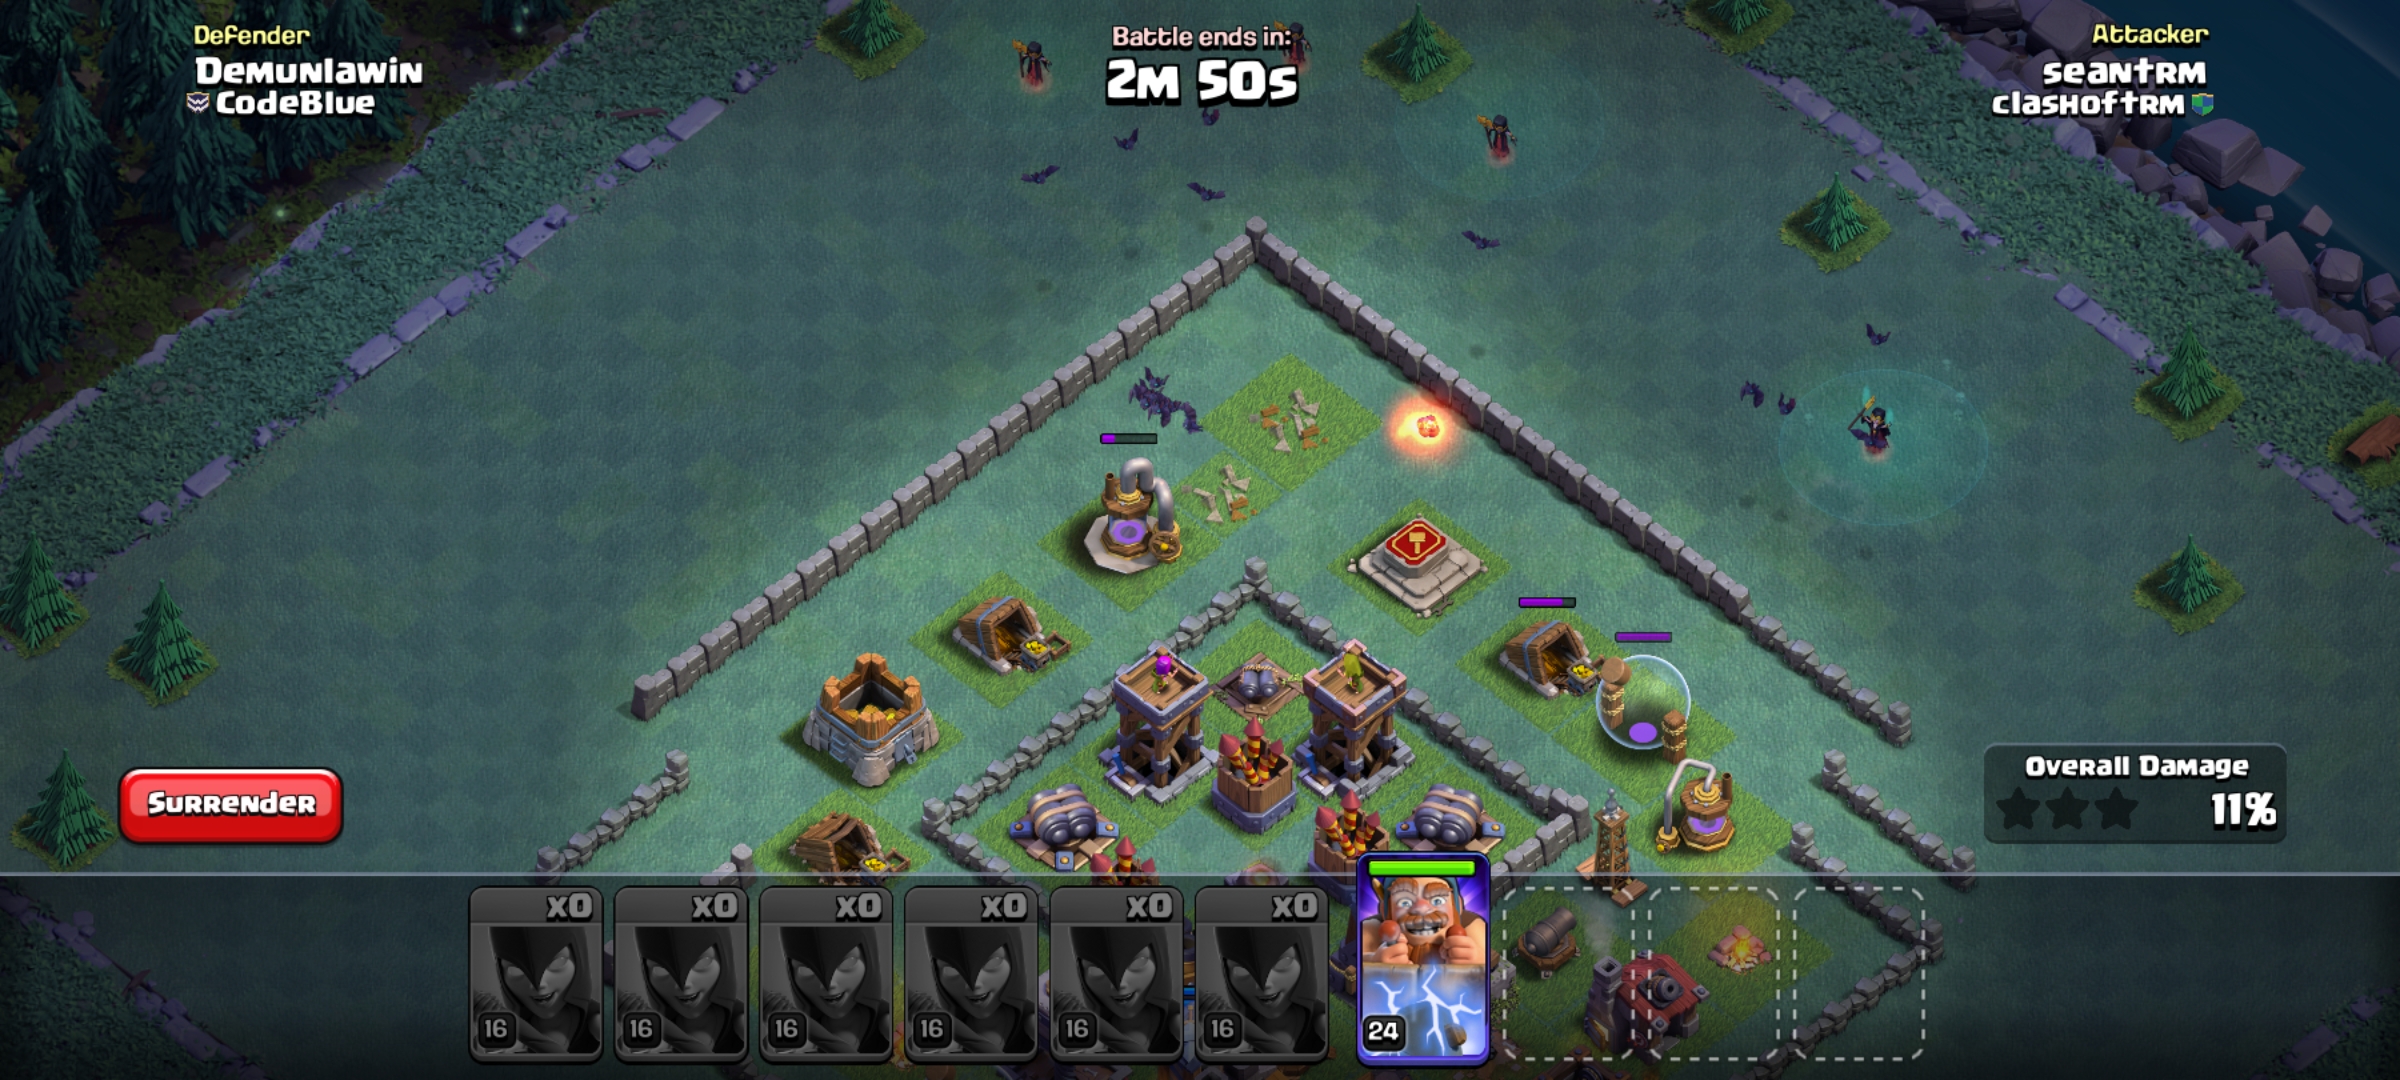 Defender
Demunlawin
CodeBlue
Battle ends in:
2M 50s
Attacker
seantRM
clashoftRM
Surrender
Overall Damage
11%
x0
x0
x0
x0
x0
x0
16
16
16
16
16
16
24